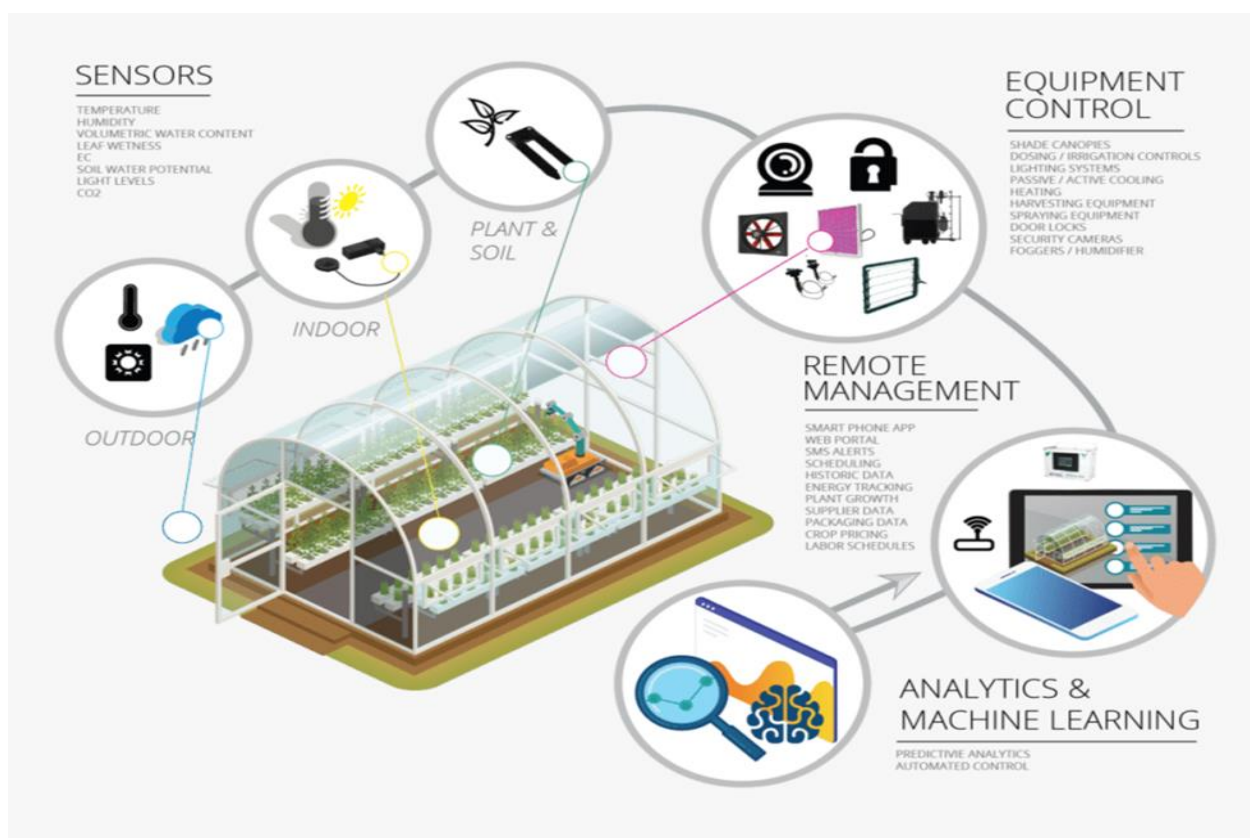 SENSORS
TEMPERATURE
HUMIDITY
VOLUMETRIC WATER CONTENT
LEAF WETNESS
EC
SOIL WATER POTENTIAL
LIGHT LEVELS
CO2
OUTDOOR
INDOOR
PLANT &
SOIL
EQUIPMENT
CONTROL
SHADE CANOPIES
DOSING / IRRIGATION CONTROLS
LIGHTING SYSTEMS
PASSIVE / ACTIVE COOLING
HEATING
HARVESTING EQUIPMENT
SPRAYING EQUIPMENT
DOOR LOCKS
SECURITY CAMERAS
FOGGERS / HUMIDIFIER
REMOTE
MANAGEMENT
SMART PHONE APP
WEB PORTAL
SMS ALERTS
SCHEDULING
HISTORIC DATA
ENERGY TRACKING
PLANT GROWTH
SUPPLIER DATA
PACKAGING DATA
CROP PRICING
LABOR SCHEDULES
ANALYTICS &
MACHINE LEARNING
PREDICTIVIE ANALYTICS
AUTOMATED CONTROL